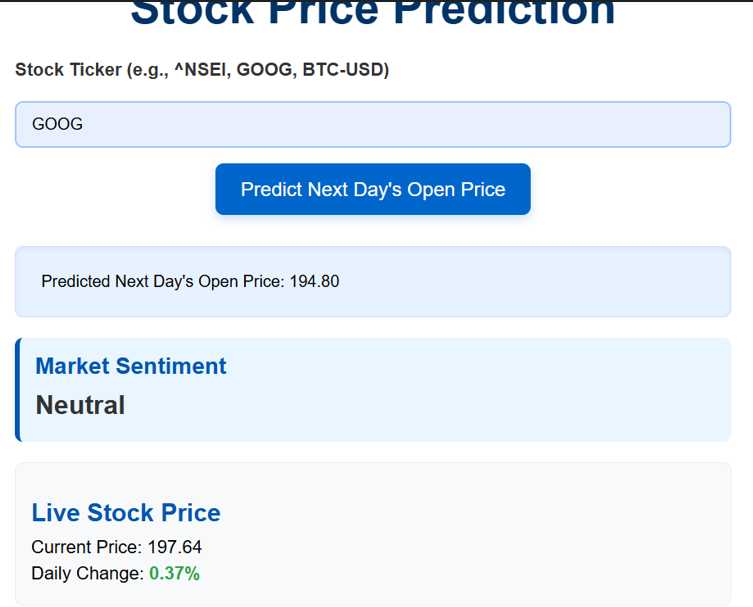 Stock Price Prediction
Stock Ticker (e.g., ^NSEI, GOOG, BTC-USD)
GOOG
Predict Next Day's Open Price
Predicted Next Day's Open Price: 194.80
Market Sentiment
Neutral
Live Stock Price
Current Price: 197.64
Daily Change: 0.37%